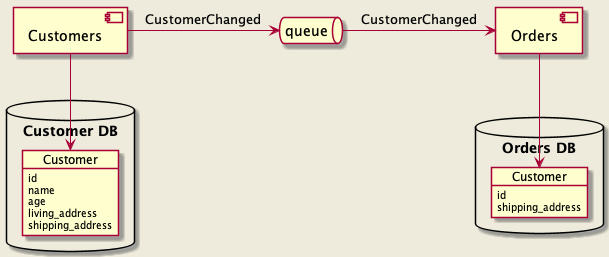 Customers
CustomerChanged
queue
CustomerChanged
Orders
Customer DB
Customer
id
name
age
living_address
shipping_address
Orders DB
Customer
id
shipping_address